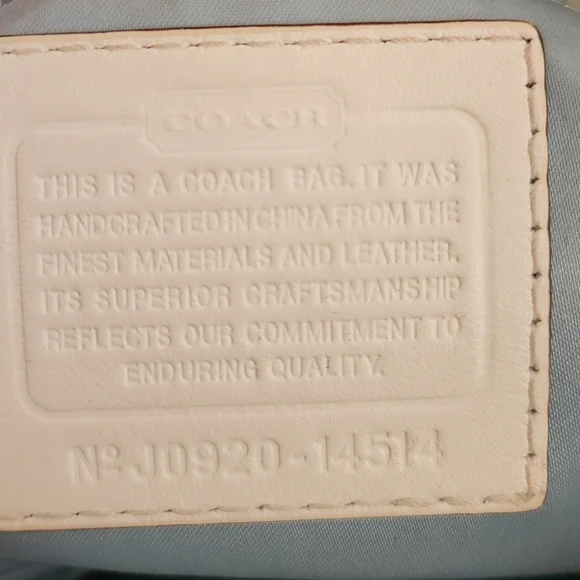 COACH
THIS IS A COACH BAG. IT WAS
HANDCRAFTED IN CHINA FROM THE
FINEST MATERIALS AND LEATHER.
ITS SUPERIOR CRAFTSMANSHIP
REFLECTS OUR COMMITMENT TO
ENDURING QUALITY.
Nº J0920-14514